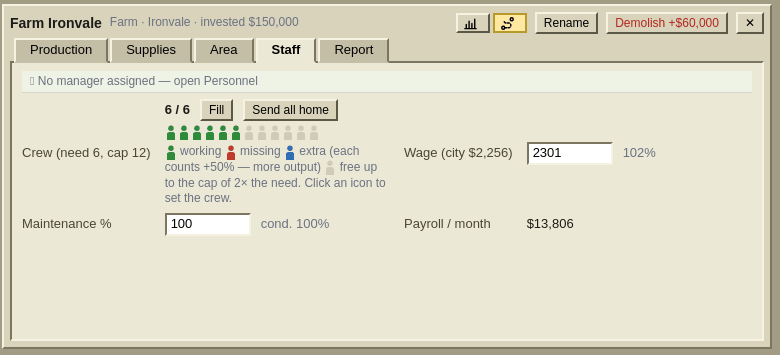 Farm Ironvale Farm · Ironvale · invested $150,000 Rename Demolish +$60,000 ✕
Production Supplies Area Staff Report
No manager assigned — open Personnel
6 / 6 Fill Send all home
Crew (need 6, cap 12) working missing extra (each
counts +50% — more output) free up
to the cap of 2× the need. Click an icon to
set the crew.
Wage (city $2,256) 2301 102%
Maintenance % 100 cond. 100% Payroll / month $13,806